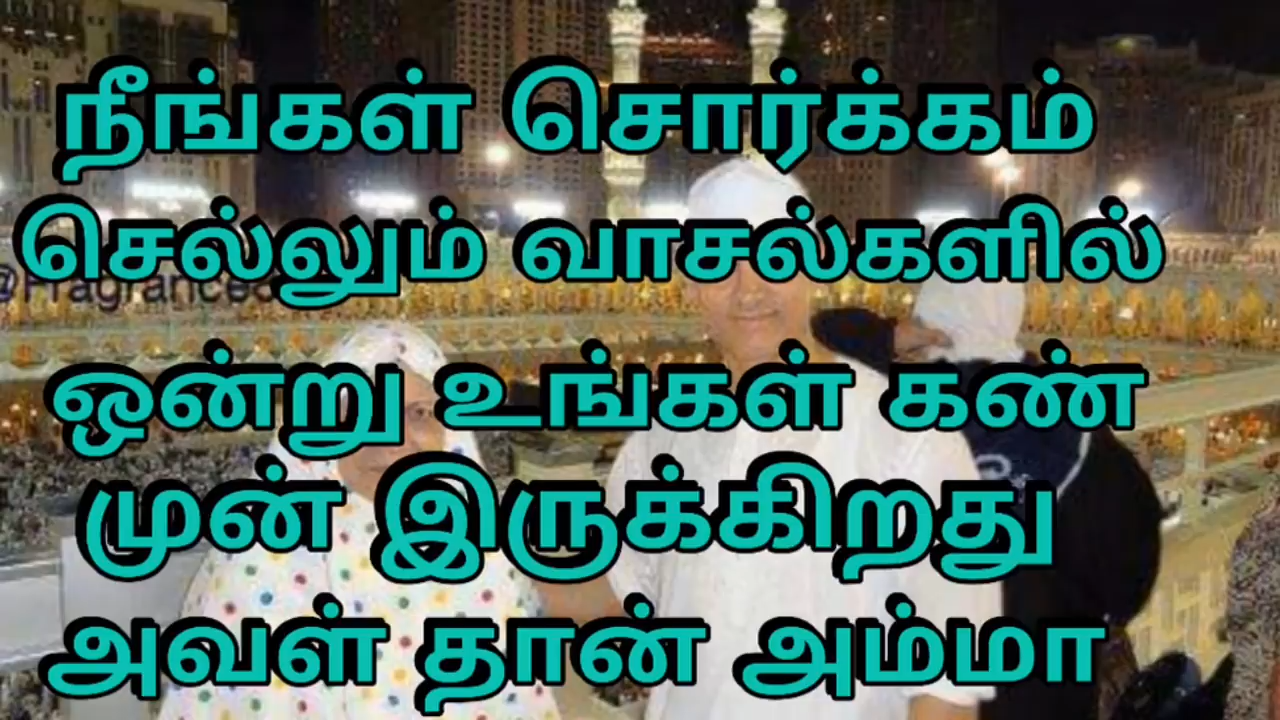 நீங்கள் சொர்க்கம்
செல்லும் வாசல்களில்
ஒன்று உங்கள் கண்
முன் இருக்கிறது
அவள் தான் அம்மா